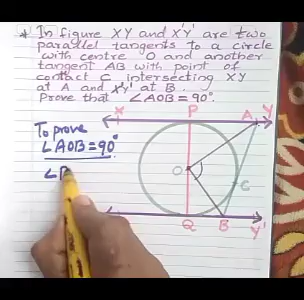 * In figure XY and X'Y' are two
parallel tangents to a circle
with centre O and another
tangent AB with point of
contact C intersecting XY
at A and X'Y' at B.
Prove that ∠AOB = 90°.
X P A Y
To prove
∠AOB = 90°
∠
O
C
Q B Y'